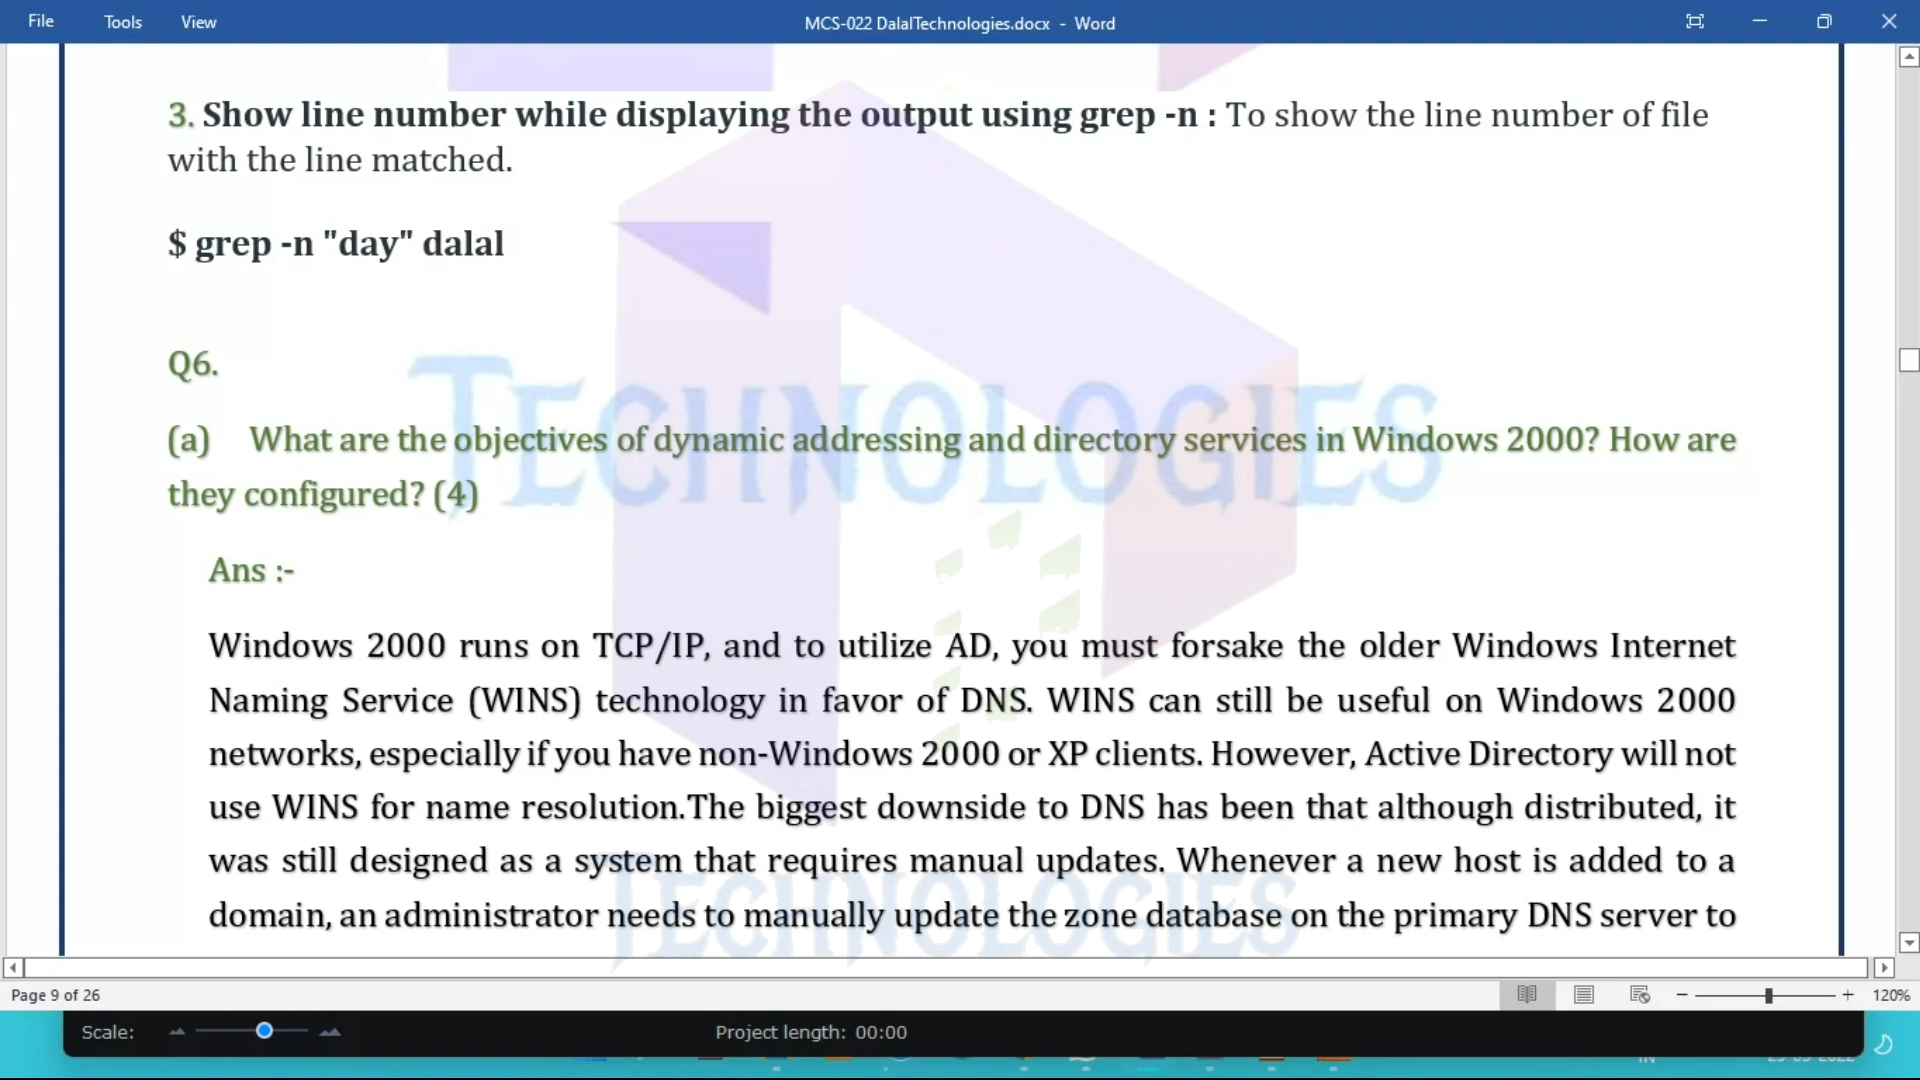 File Tools View MCS-022 DalalTechnologies.docx - Word
3. Show line number while displaying the output using grep -n : To show the line number of file
with the line matched.
$ grep -n "day" dalal
Q6.
TECHNOLOGIES
(a) What are the objectives of dynamic addressing and directory services in Windows 2000? How are
they configured? (4)
Ans :-
Windows 2000 runs on TCP/IP, and to utilize AD, you must forsake the older Windows Internet
Naming Service (WINS) technology in favor of DNS. WINS can still be useful on Windows 2000
networks, especially if you have non-Windows 2000 or XP clients. However, Active Directory will not
use WINS for name resolution.The biggest downside to DNS has been that although distributed, it
was still designed as a system that requires manual updates. Whenever a new host is added to a
TECHNOLOGIES
domain, an administrator needs to manually update the zone database on the primary DNS server to
Page 9 of 26 120%
Scale: Project length: 00:00